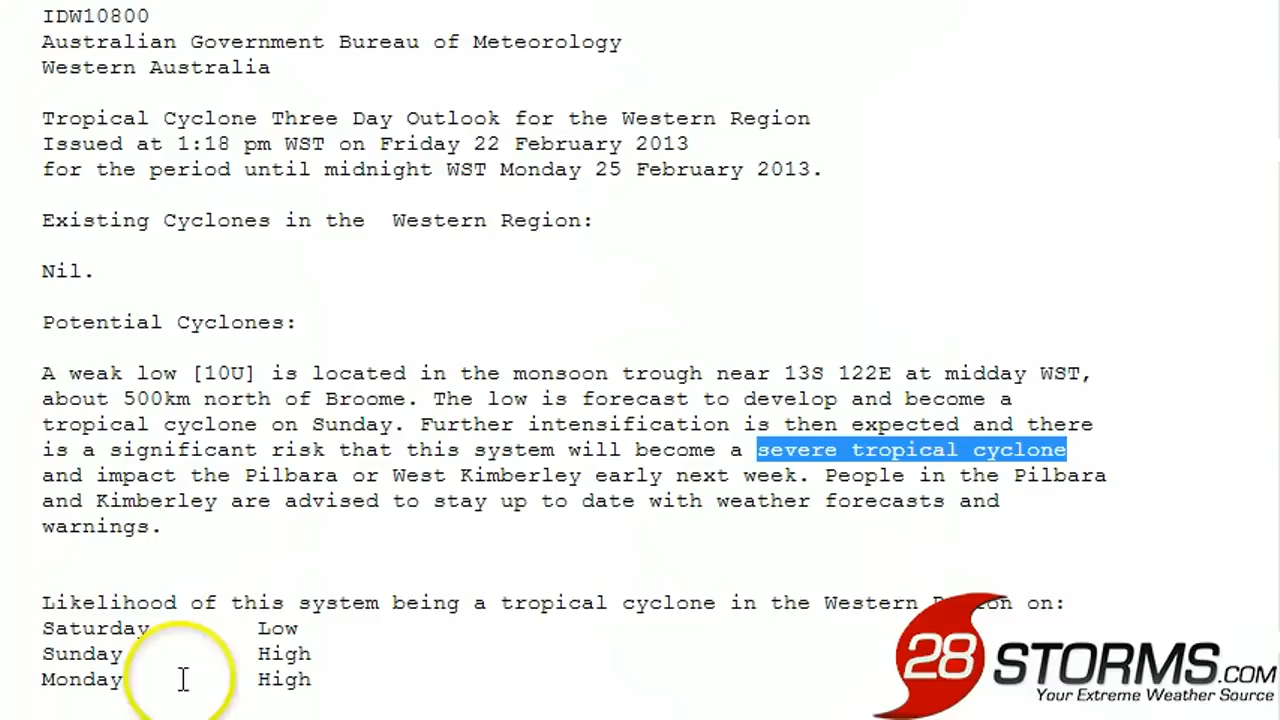 IDW10800
Australian Government Bureau of Meteorology
Western Australia
Tropical Cyclone Three Day Outlook for the Western Region
Issued at 1:18 pm WST on Friday 22 February 2013
for the period until midnight WST Monday 25 February 2013.
Existing Cyclones in the Western Region:
Nil.
Potential Cyclones:
A weak low [10U] is located in the monsoon trough near 13S 122E at midday WST,
about 500km north of Broome. The low is forecast to develop and become a
tropical cyclone on Sunday. Further intensification is then expected and there
is a significant risk that this system will become a severe tropical cyclone
and impact the Pilbara or West Kimberley early next week. People in the Pilbara
and Kimberley are advised to stay up to date with weather forecasts and
warnings.
Likelihood of this system being a tropical cyclone in the Western Region on:
Saturday Low
Sunday High
Monday High
28STORMS.COM
Your Extreme Weather Source